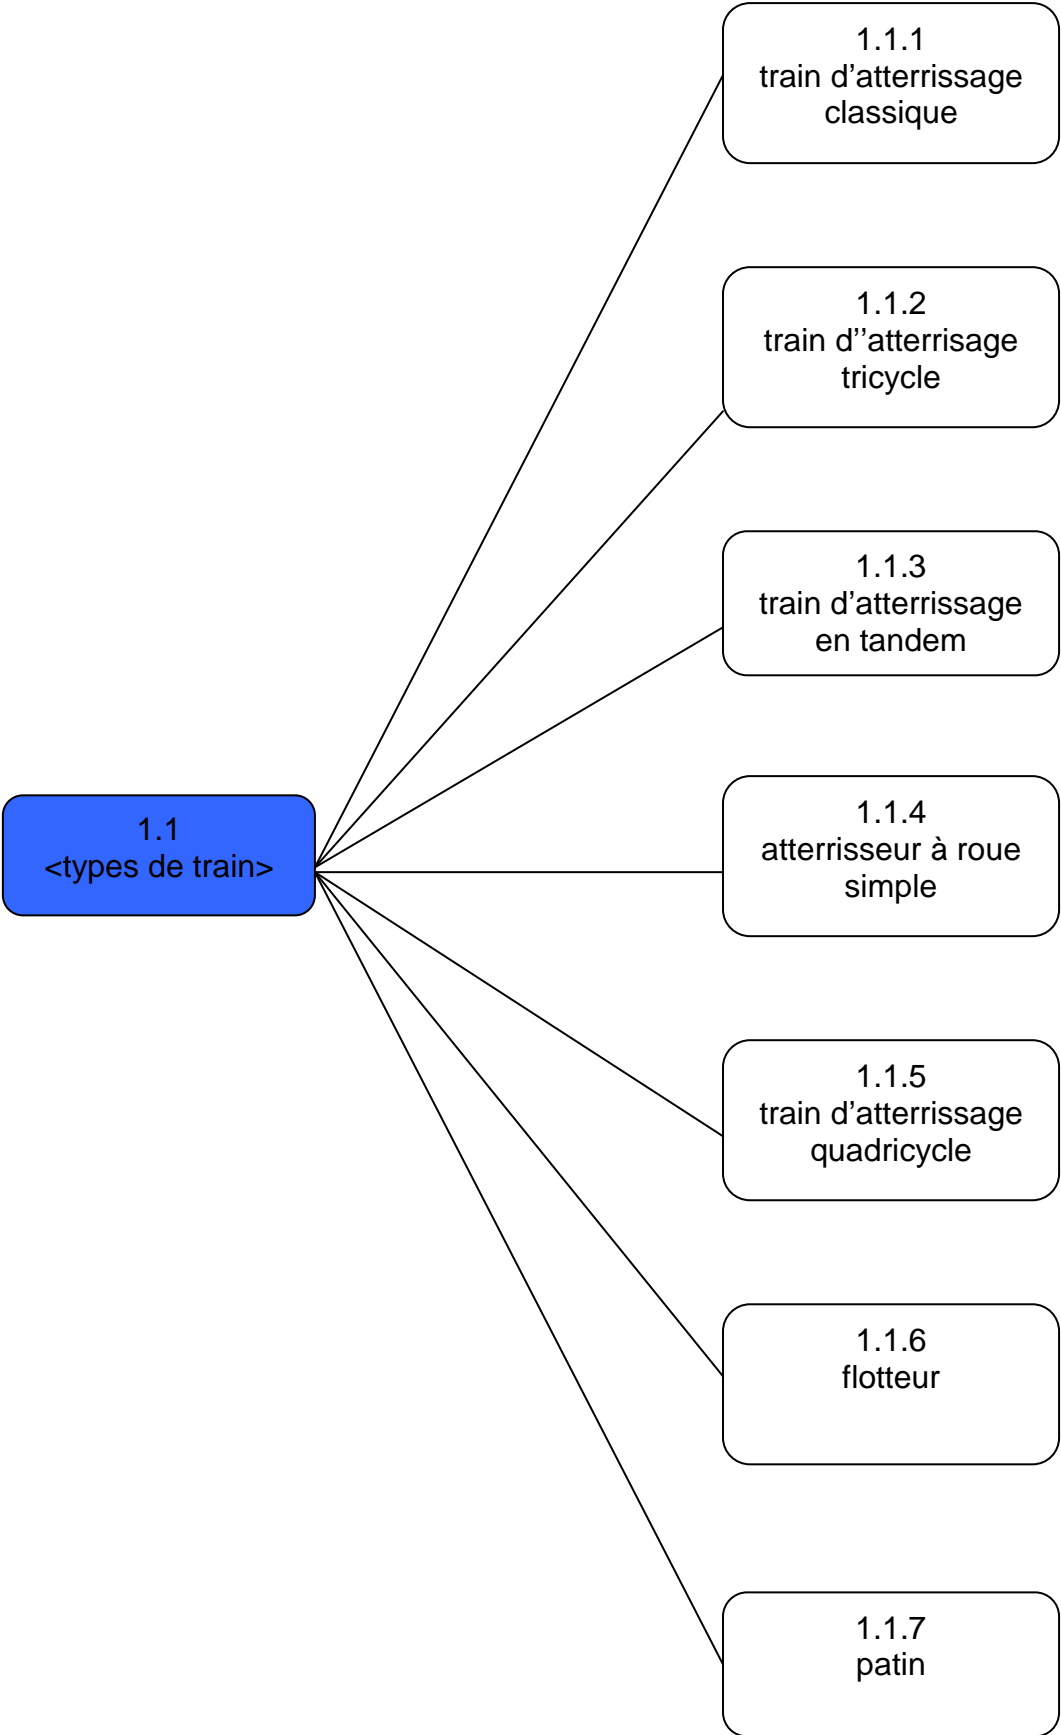 1.1.1
train d’atterrissage
classique
1.1.2
train d’’atterrisage
tricycle
1.1.3
train d’atterrissage
en tandem
1.1
<types de train>
1.1.4
atterrisseur à roue
simple
1.1.5
train d’atterrissage
quadricycle
1.1.6
flotteur
1.1.7
patin